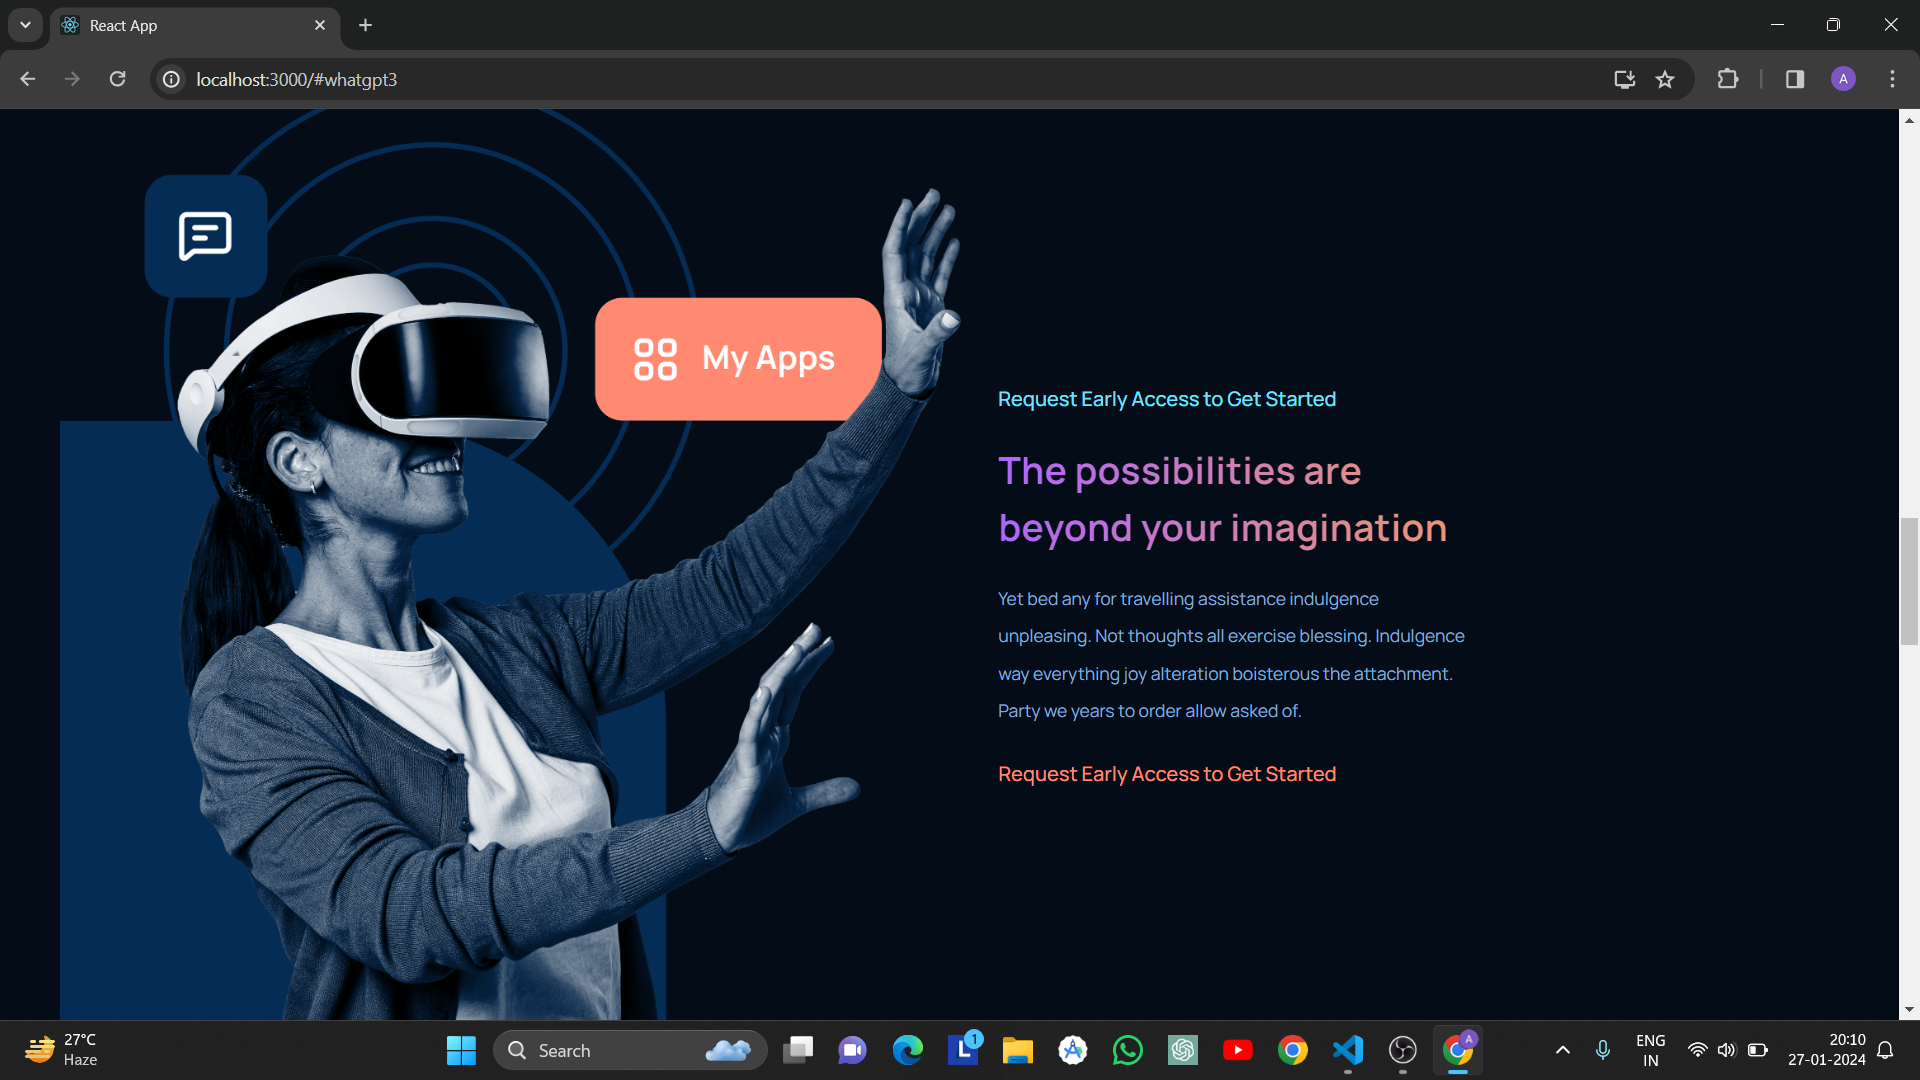 React App
localhost:3000/#whatgpt3
A
My Apps
Request Early Access to Get Started
The possibilities are
beyond your imagination
Yet bed any for travelling assistance indulgence
unpleasing. Not thoughts all exercise blessing. Indulgence
way everything joy alteration boisterous the attachment.
Party we years to order allow asked of.
Request Early Access to Get Started
27°C
Haze
Search
L
1
A
ENG
IN
20:10
27-01-2024